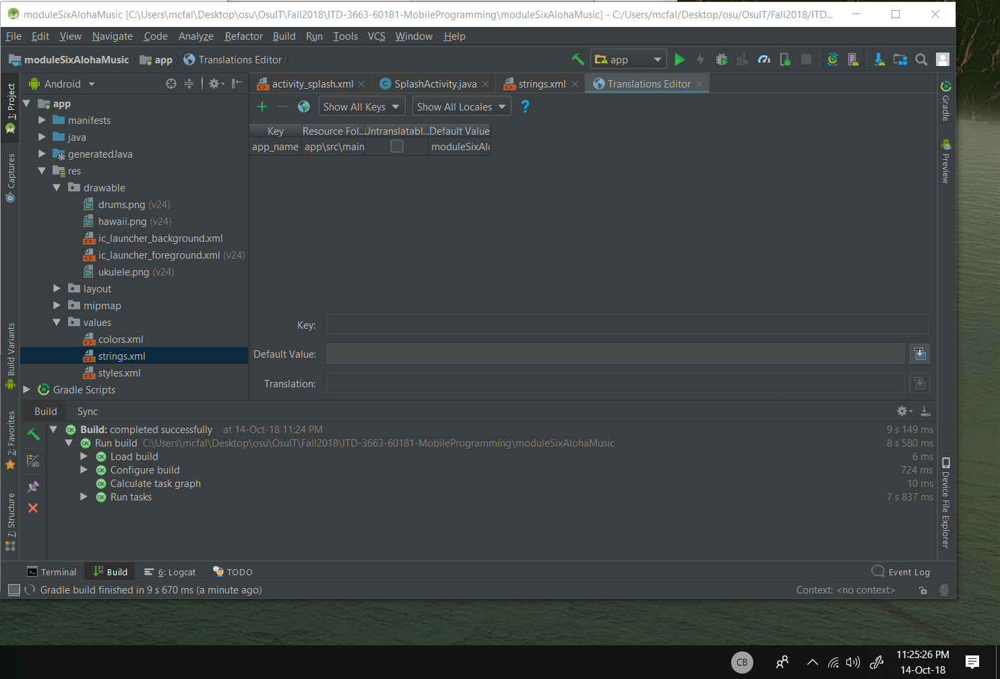 moduleSixAlohaMusic [C:\Users\mcfal\Desktop\osu\OsuIT\Fall2018\ITD-3663-60181-MobileProgramming\moduleSixAlohaMusic] - C:/Users/mcfal/Desktop/osu/OsuIT/Fall2018/ITD...
File Edit View Navigate Code Analyze Refactor Build Run Tools VCS Window Help
moduleSixAlohaMusic app Translations Editor app
Android
activity_splash.xml SplashActivity.java strings.xml Translations Editor
1: Project
Captures
Build Variants
2: Favorites
7: Structure
app
manifests
java
generatedJava
res
drawable
drums.png (v24)
hawaii.png (v24)
ic_launcher_background.xml
ic_launcher_foreground.xml (v24)
ukulele.png (v24)
layout
mipmap
values
colors.xml
strings.xml
styles.xml
Gradle Scripts
Show All Keys Show All Locales ?
Key Resource Fol... Untranslatabl... Default Value
app_name app\src\main moduleSixAlo
Key:
Default Value:
Translation:
Gradle
Preview
Device File Explorer
Build Sync
Build: completed successfully at 14-Oct-18 11:24 PM 9 s 149 ms
Run build C:\Users\mcfal\Desktop\osu\OsuIT\Fall2018\ITD-3663-60181-MobileProgramming\moduleSixAlohaMusic 8 s 580 ms
OK Load build 6 ms
OK Configure build 724 ms
OK Calculate task graph 10 ms
OK Run tasks 7 s 837 ms
Terminal Build 6: Logcat TODO Event Log
Gradle build finished in 9 s 670 ms (a minute ago) Context: <no context>
CB 11:25:26 PM
14-Oct-18